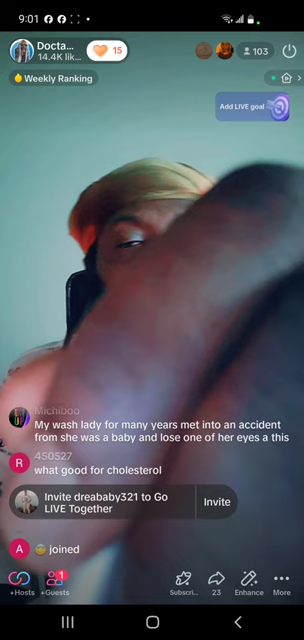 9:01
Docta...
14.4K lik...
15
103
Weekly Ranking
Add LIVE goal
Michiboo
My wash lady for many years met into an accident
from she was a baby and lose one of her eyes a this
R
450527
what good for cholesterol
Invite dreababy321 to Go
LIVE Together
Invite
A
joined
1
+Hosts
+Guests
Subscri...
23
Enhance
More